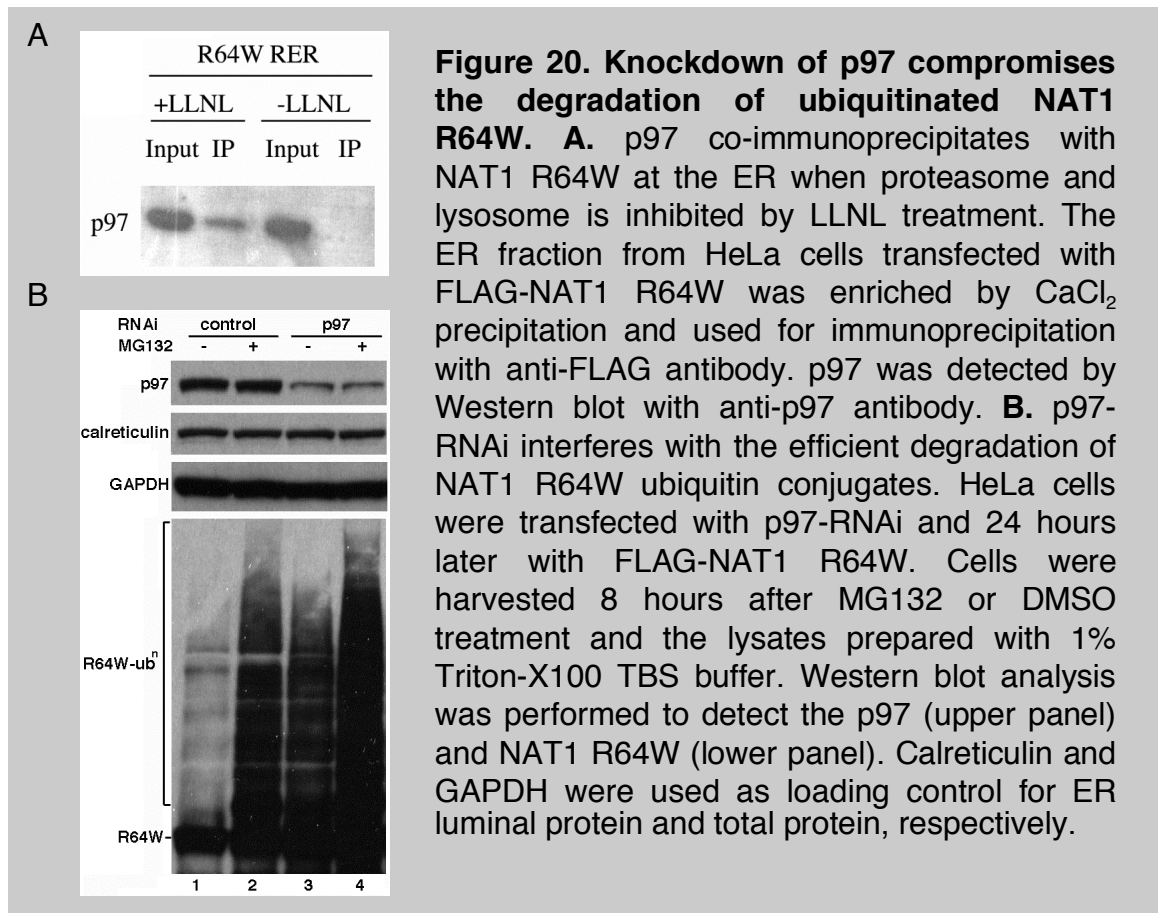 A
R64W RER
+LLNL -LLNL
Input IP Input IP
p97
B
RNAi control p97
MG132 - + - +
p97
calreticulin
GAPDH
R64W-ubⁿ
R64W-
1 2 3 4
Figure 20. Knockdown of p97 compromises
the degradation of ubiquitinated NAT1
R64W. A. p97 co-immunoprecipitates with
NAT1 R64W at the ER when proteasome and
lysosome is inhibited by LLNL treatment. The
ER fraction from HeLa cells transfected with
FLAG-NAT1 R64W was enriched by CaCl₂
precipitation and used for immunoprecipitation
with anti-FLAG antibody. p97 was detected by
Western blot with anti-p97 antibody. B. p97-
RNAi interferes with the efficient degradation of
NAT1 R64W ubiquitin conjugates. HeLa cells
were transfected with p97-RNAi and 24 hours
later with FLAG-NAT1 R64W. Cells were
harvested 8 hours after MG132 or DMSO
treatment and the lysates prepared with 1%
Triton-X100 TBS buffer. Western blot analysis
was performed to detect the p97 (upper panel)
and NAT1 R64W (lower panel). Calreticulin and
GAPDH were used as loading control for ER
luminal protein and total protein, respectively.